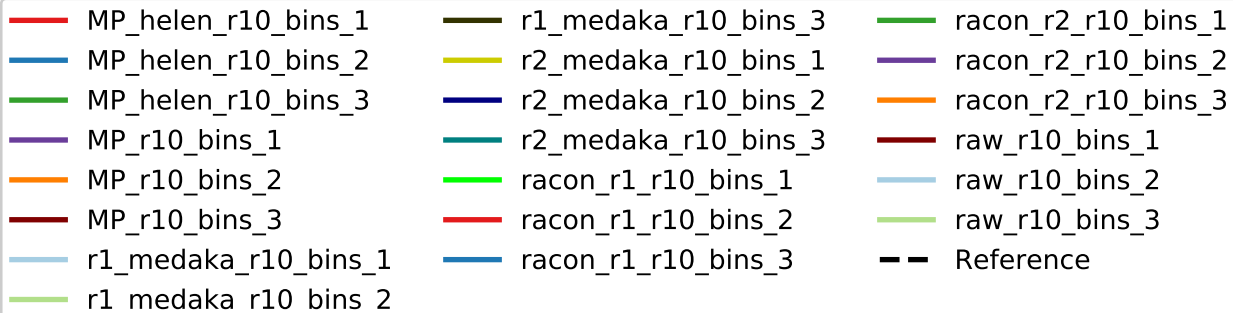 MP_helen_r10_bins_1
MP_helen_r10_bins_2
MP_helen_r10_bins_3
MP_r10_bins_1
MP_r10_bins_2
MP_r10_bins_3
r1_medaka_r10_bins_1
r1_medaka_r10_bins_2
r1_medaka_r10_bins_3
r2_medaka_r10_bins_1
r2_medaka_r10_bins_2
r2_medaka_r10_bins_3
racon_r1_r10_bins_1
racon_r1_r10_bins_2
racon_r1_r10_bins_3
racon_r2_r10_bins_1
racon_r2_r10_bins_2
racon_r2_r10_bins_3
raw_r10_bins_1
raw_r10_bins_2
raw_r10_bins_3
Reference